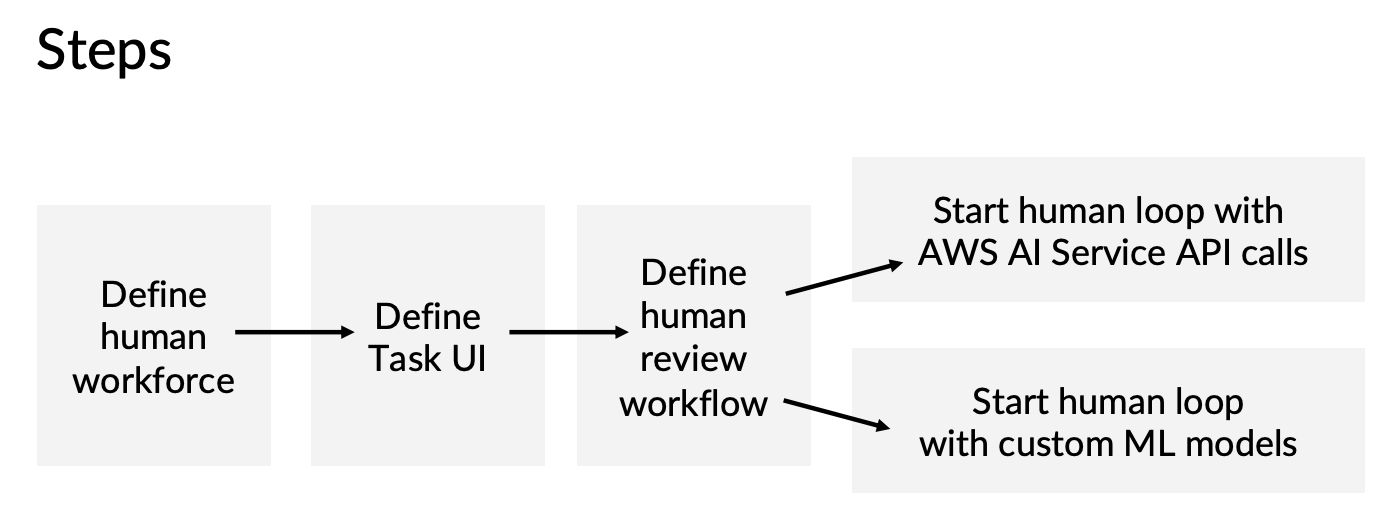 Steps
Define
human
workforce
Define
Task UI
Define
human
review
workflow
Start human loop with
AWS AI Service API calls
Start human loop
with custom ML models